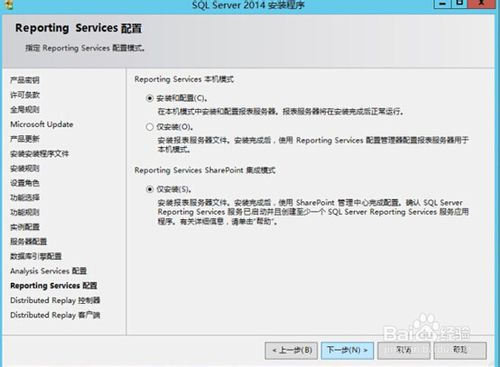 SQL Server 2014 安装程序
Reporting Services 配置
指定 Reporting Services 配置模式。
产品密钥
许可条款
全局规则
Microsoft Update
产品更新
安装安装程序文件
安装规则
设置角色
功能选择
功能规则
实例配置
服务器配置
数据库引擎配置
Analysis Services 配置
Reporting Services 配置
Distributed Replay 控制器
Distributed Replay 客户端
Reporting Services 本机模式
安装和配置(C)。
在本机模式中安装和配置报表服务器。报表服务器将在安装完成后正常运行。
仅安装(O)。
安装报表服务器文件。安装完成后，使用 Reporting Services 配置管理器配置报表服务器用于
本机模式。
Reporting Services SharePoint 集成模式
仅安装(S)。
安装报表服务器文件。安装完成后，使用 SharePoint 管理中心完成配置。确认 SQL Server
Reporting Services 服务已启动并且创建至少一个 SQL Server Reporting Services 服务应用
程序。有关详细信息，请单击“帮助”。
< 上一步(B)
下一步(N) >
取消
帮助
Baidu 经验